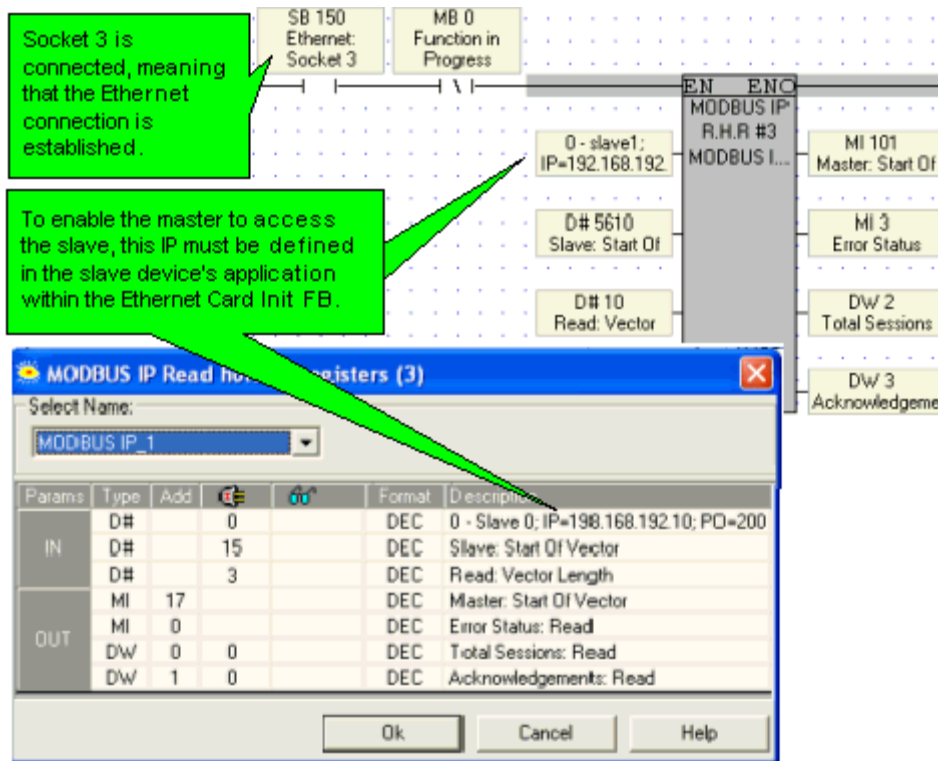 Socket 3 is
connected, meaning
that the Ethernet
connection is
established.
SB 150
Ethernet:
Socket 3
MB 0
Function in
Progress
EN ENO
MODBUS IP
R.H.R #3
MODBUS I...
0 - slave1;
IP=192.168.192.
MI 101
Master: Start Of
To enable the master to access
the slave, this IP must be defined
in the slave device's application
within the Ethernet Card Init FB.
D# 5610
Slave: Start Of
MI 3
Error Status
D# 10
Read: Vector
DW 2
Total Sessions
DW 3
Acknowledgeme
MODBUS IP Read registers (3)
Select Name:
MODBUS IP_1
Params Type Add Format Description
IN
D# 0 DEC 0 - Slave 0; IP=198.168.192.10; PO=200
D# 15 DEC Slave: Start Of Vector
D# 3 DEC Read: Vector Length
OUT
MI 17 DEC Master: Start Of Vector
MI 0 DEC Error Status: Read
DW 0 0 DEC Total Sessions: Read
DW 1 0 DEC Acknowledgements: Read
Ok Cancel Help